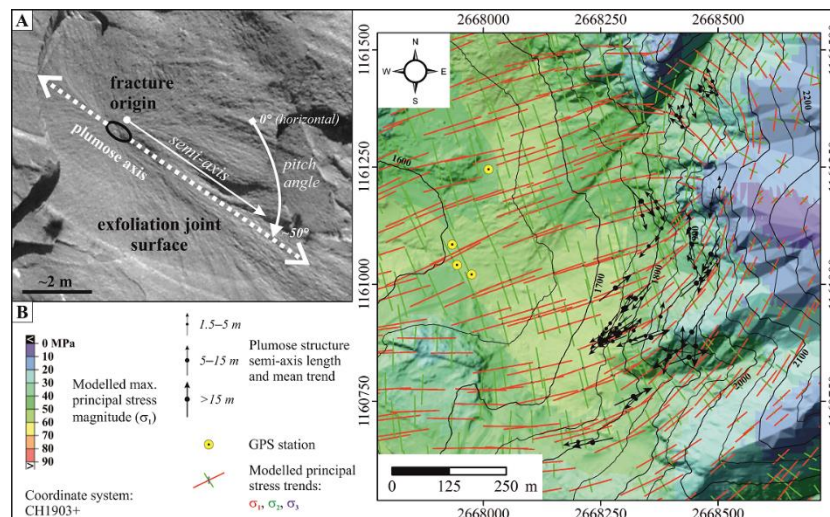 A
fracture
origin
0° (horizontal)
plumose axis
semi-axis
pitch
angle
~50°
exfoliation joint
surface
~2 m
B
0 MPa
10
20
30
40
50
60
70
80
90
Modelled max.
principal stress
magnitude (σ1)
Coordinate system:
CH1903+
1.5–5 m
5–15 m
>15 m
Plumose structure
semi-axis length
and mean trend
GPS station
Modelled principal
stress trends:
σ1, σ2, σ3
2668000
2668250
2668500
1161500
1161250
1161000
1160750
N
W
E
S
1600
1700
1800
2000
2100
2200
0
125
250
m
2668000
2668250
2668500